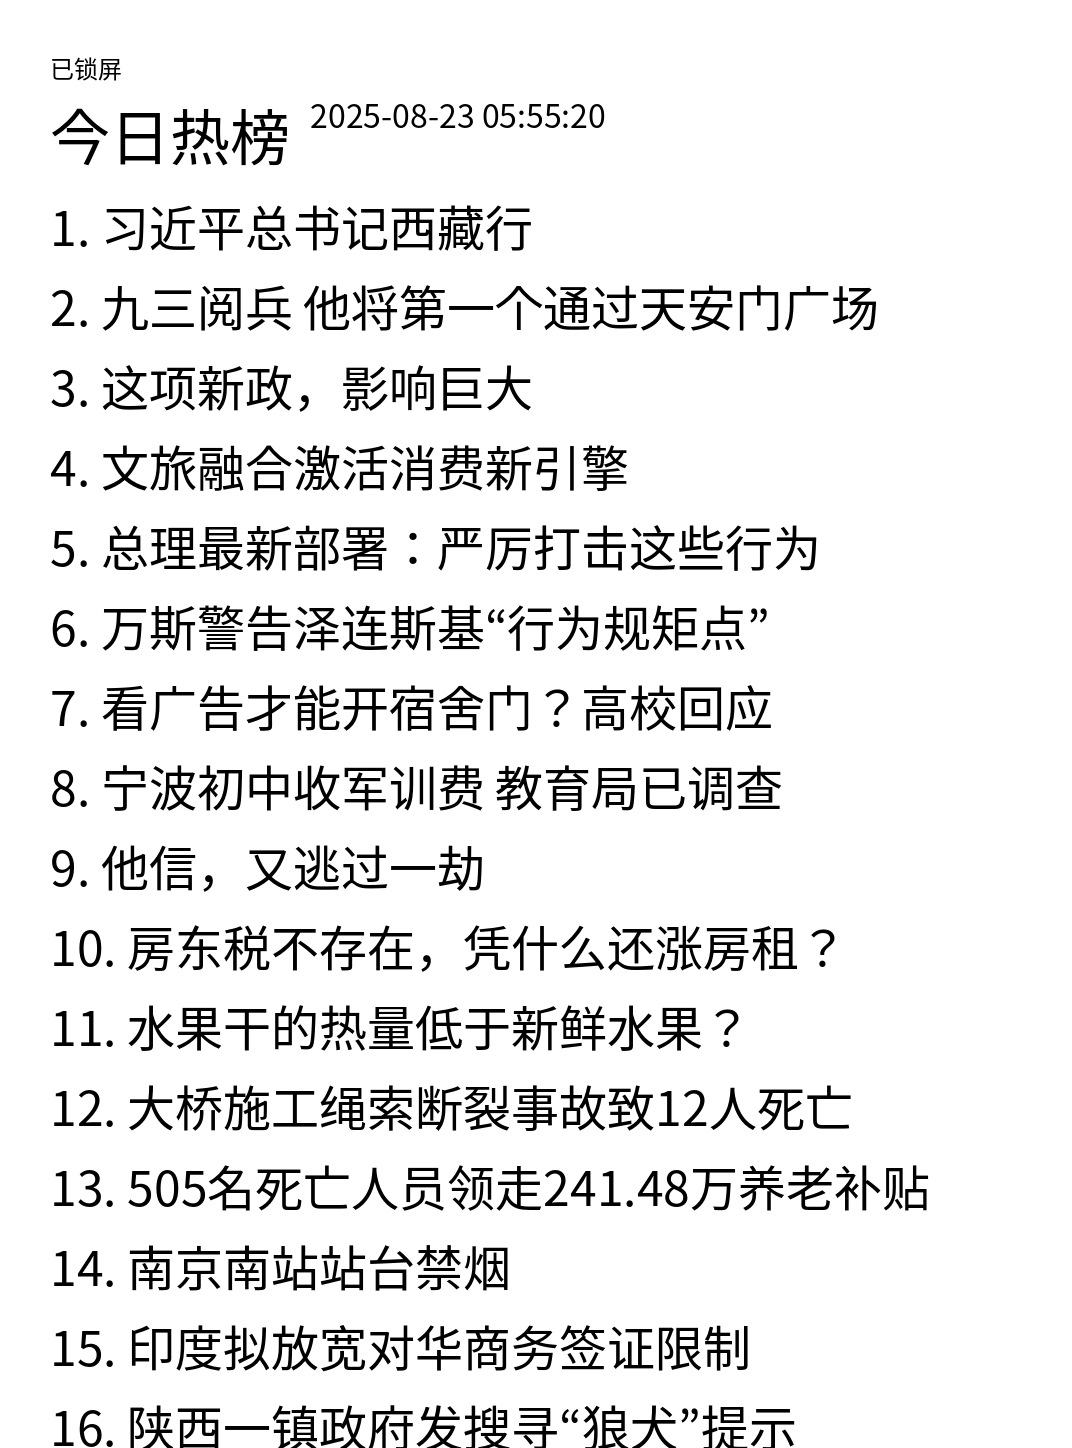 已锁屏
今日热榜 2025-08-23 05:55:20
1. 习近平总书记西藏行
2. 九三阅兵 他将第一个通过天安门广场
3. 这项新政，影响巨大
4. 文旅融合激活消费新引擎
5. 总理最新部署：严厉打击这些行为
6. 万斯警告泽连斯基“行为规矩点”
7. 看广告才能开宿舍门？高校回应
8. 宁波初中收军训费 教育局已调查
9. 他信，又逃过一劫
10. 房东税不存在，凭什么还涨房租？
11. 水果干的热量低于新鲜水果？
12. 大桥施工绳索断裂事故致12人死亡
13. 505名死亡人员领走241.48万养老补贴
14. 南京南站站台禁烟
15. 印度拟放宽对华商务签证限制
16. 陕西一镇政府发搜寻“狼犬”提示